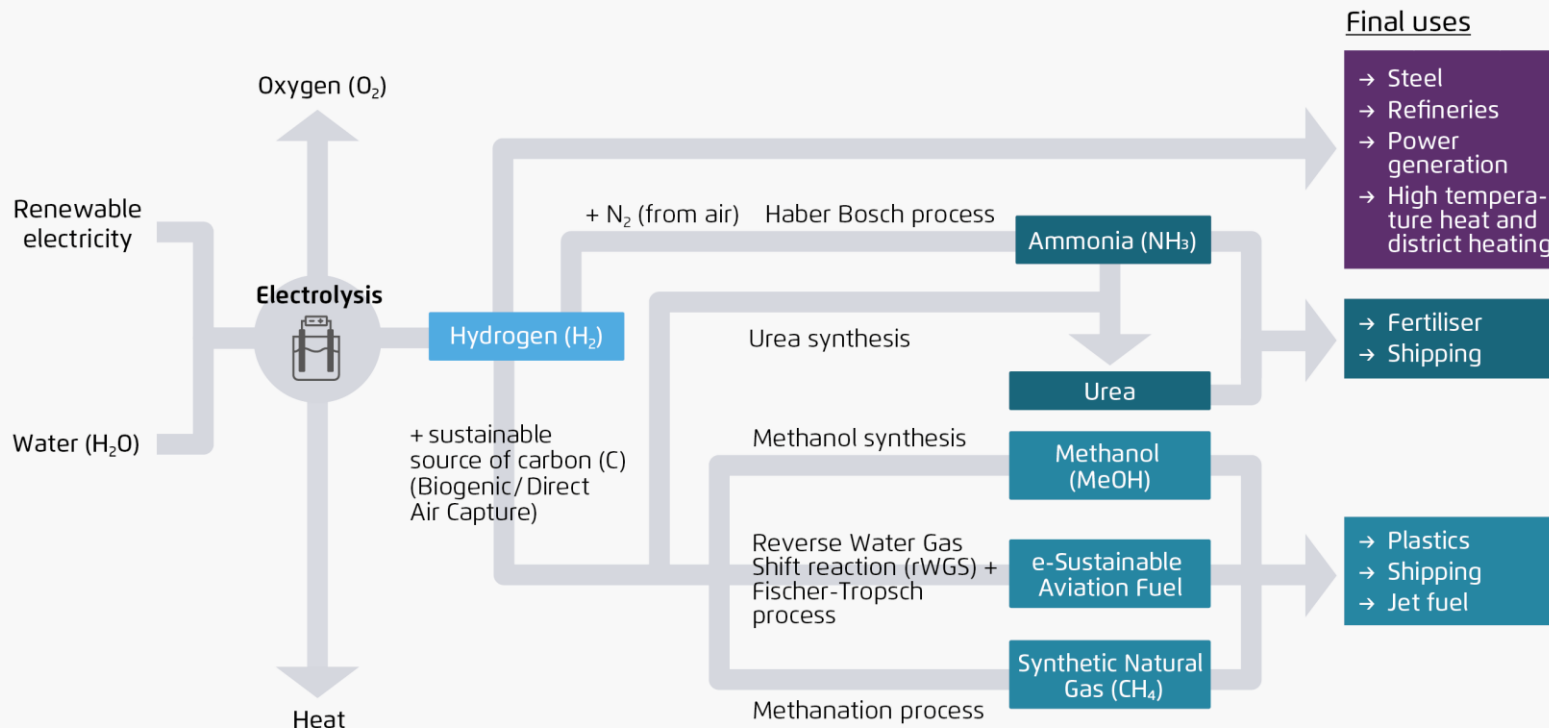 Final uses
→ Steel
→ Refineries
→ Power
generation
→ High tempera-
ture heat and
district heating
Oxygen (O₂)
Renewable
electricity
+ N₂ (from air)
Haber Bosch process
Ammonia (NH₃)
Electrolysis
Hydrogen (H₂)
Urea synthesis
→ Fertiliser
→ Shipping
Urea
Water (H₂O)
+ sustainable
source of carbon (C)
(Biogenic/Direct
Air Capture)
Methanol synthesis
Methanol
(MeOH)
Reverse Water Gas
Shift reaction (rWGS) +
Fischer-Tropsch
process
e-Sustainable
Aviation Fuel
→ Plastics
→ Shipping
→ Jet fuel
Synthetic Natural
Gas (CH₄)
Methanation process
Heat